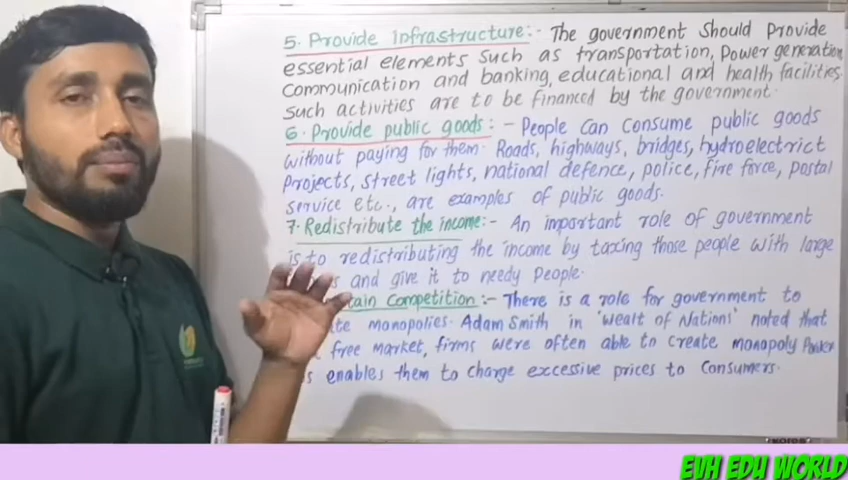 5. Provide infrastructure:- The government Should Provide
essential elements such as transportation, Power generation
Communication and banking, educational and health facilities.
Such activities are to be financed by the government.
6. Provide public goods:- People can consume public goods
without paying for them. Roads, highways, bridges, hydroelectrict
Projects, street lights, national defence, police, fire force, postal
service etc., are examples of public goods.
7. Redistribute the income:- An important role of government
is to redistributing the income by taxing those people with large
and give it to needy people.
tain Competition:- There is a role for government to
te monopolies. Adam Smith in 'Wealt of Nations' noted that
free market, firms were often able to create monopoly Power
s enables them to charge excessive prices to Consumers.
EVH EDU WORLD